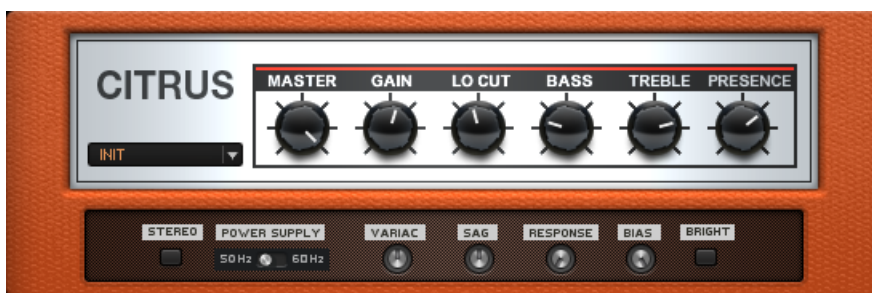 CITRUS
MASTER GAIN LO CUT BASS TREBLE PRESENCE
INIT
STEREO POWER SUPPLY VARIAC SAG RESPONSE BIAS BRIGHT
50Hz 60Hz